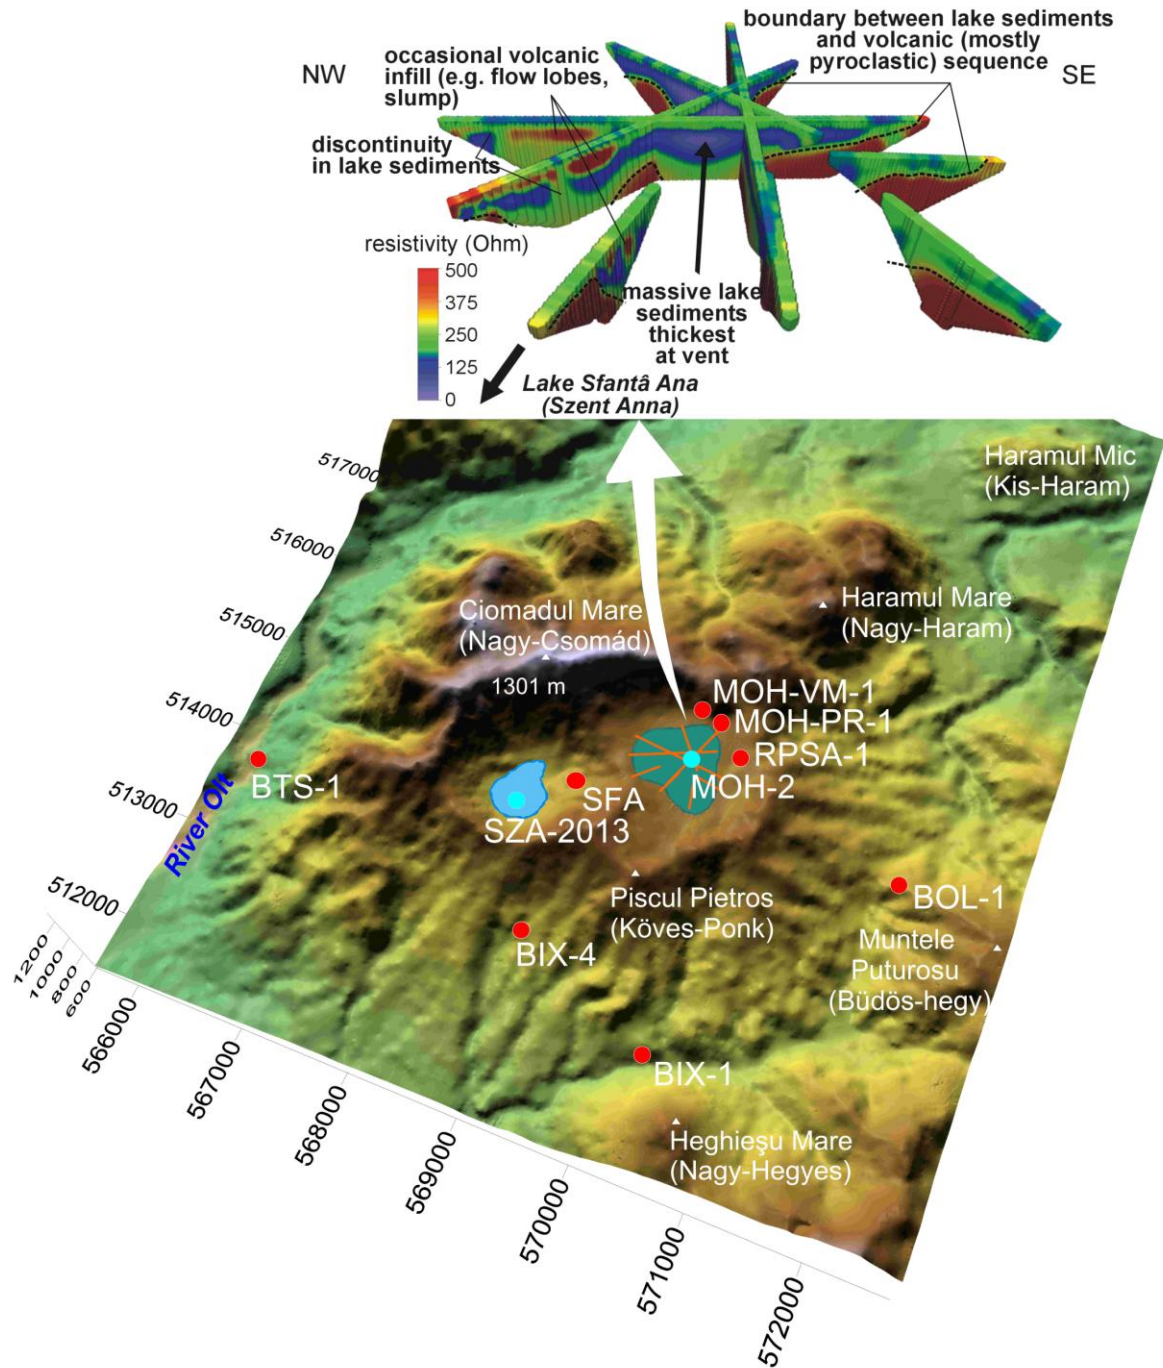 boundary between lake sediments
and volcanic (mostly
pyroclastic) sequence
occasional volcanic
infill (e.g. flow lobes,
slump)
NW
SE
discontinuity
in lake sediments
resistivity (Ohm)
500
375
250
125
0
massive lake
sediments
thickest
at vent
Lake Sfantâ Ana
(Szent Anna)
517000
516000
515000
514000
513000
512000
1200
1000
800
600
566000
567000
568000
569000
570000
571000
572000
Haramul Mic
(Kis-Haram)
Ciomadul Mare
(Nagy-Csomád)
1301 m
Haramul Mare
(Nagy-Haram)
MOH-VM-1
MOH-PR-1
RPSA-1
MOH-2
BTS-1
River Olt
SFA
SZA-2013
Piscul Pietros
(Köves-Ponk)
BOL-1
BIX-4
Muntele
Puturosu
(Büdös-hegy)
BIX-1
Heghieşu Mare
(Nagy-Hegyes)